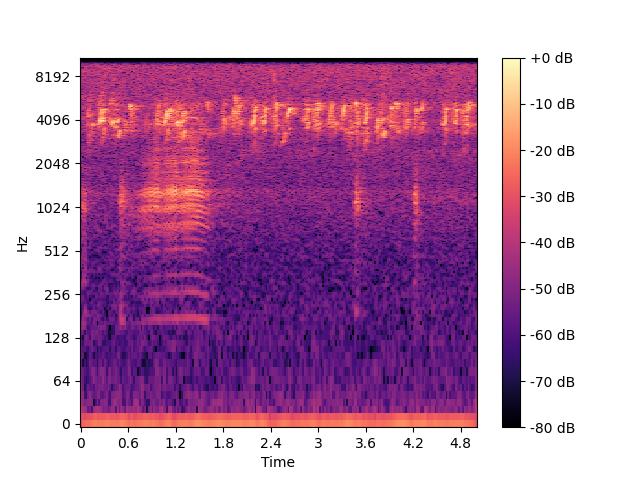 8192
4096
2048
1024
512
256
128
64
0
Hz
0 0.6 1.2 1.8 2.4 3 3.6 4.2 4.8
Time
+0 dB
-10 dB
-20 dB
-30 dB
-40 dB
-50 dB
-60 dB
-70 dB
-80 dB